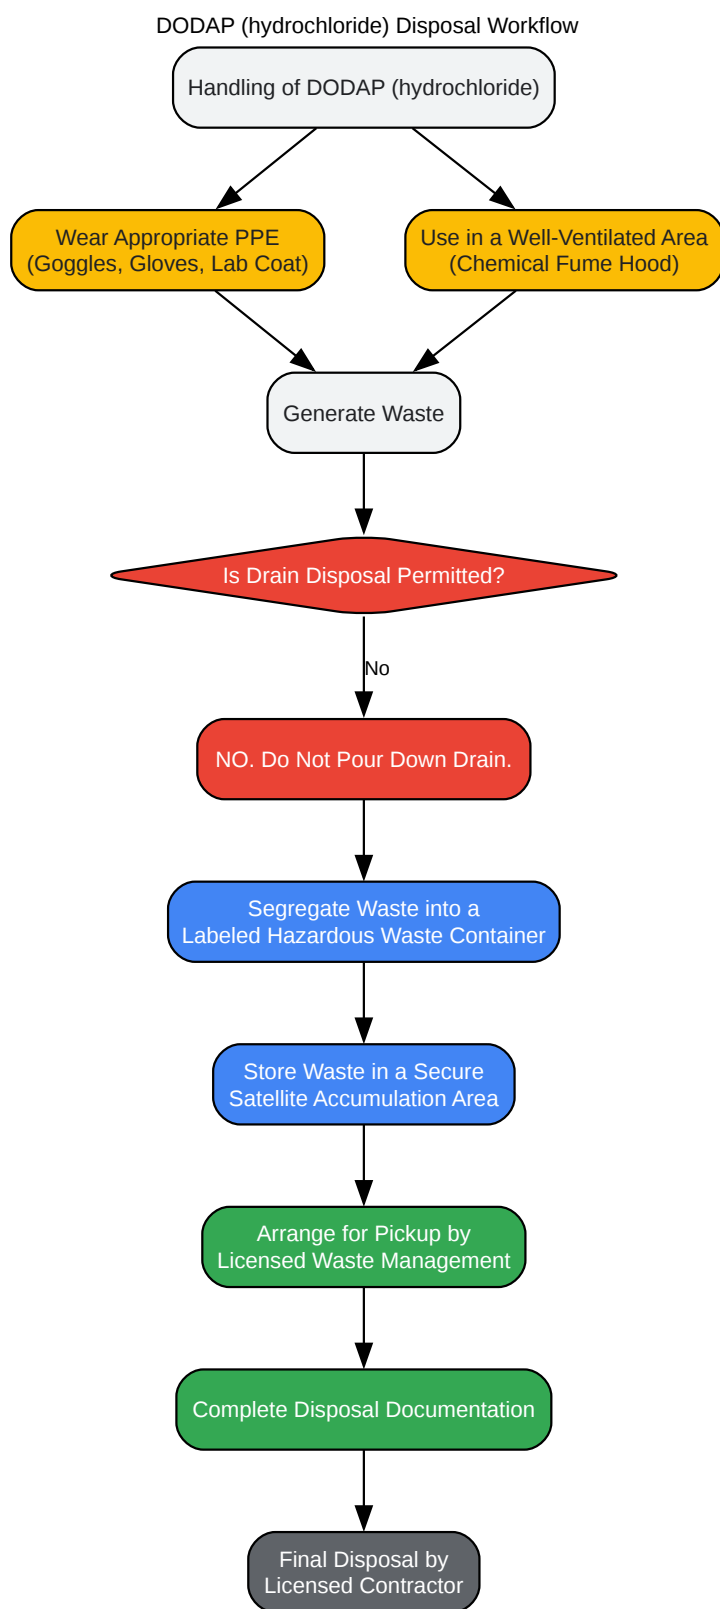 DODAP (hydrochloride) Disposal Workflow
Handling of DODAP (hydrochloride)
Wear Appropriate PPE
(Goggles, Gloves, Lab Coat)
Use in a Well-Ventilated Area
(Chemical Fume Hood)
Generate Waste
Is Drain Disposal Permitted?
No
NO. Do Not Pour Down Drain.
Segregate Waste into a
Labeled Hazardous Waste Container
Store Waste in a Secure
Satellite Accumulation Area
Arrange for Pickup by
Licensed Waste Management
Complete Disposal Documentation
Final Disposal by
Licensed Contractor